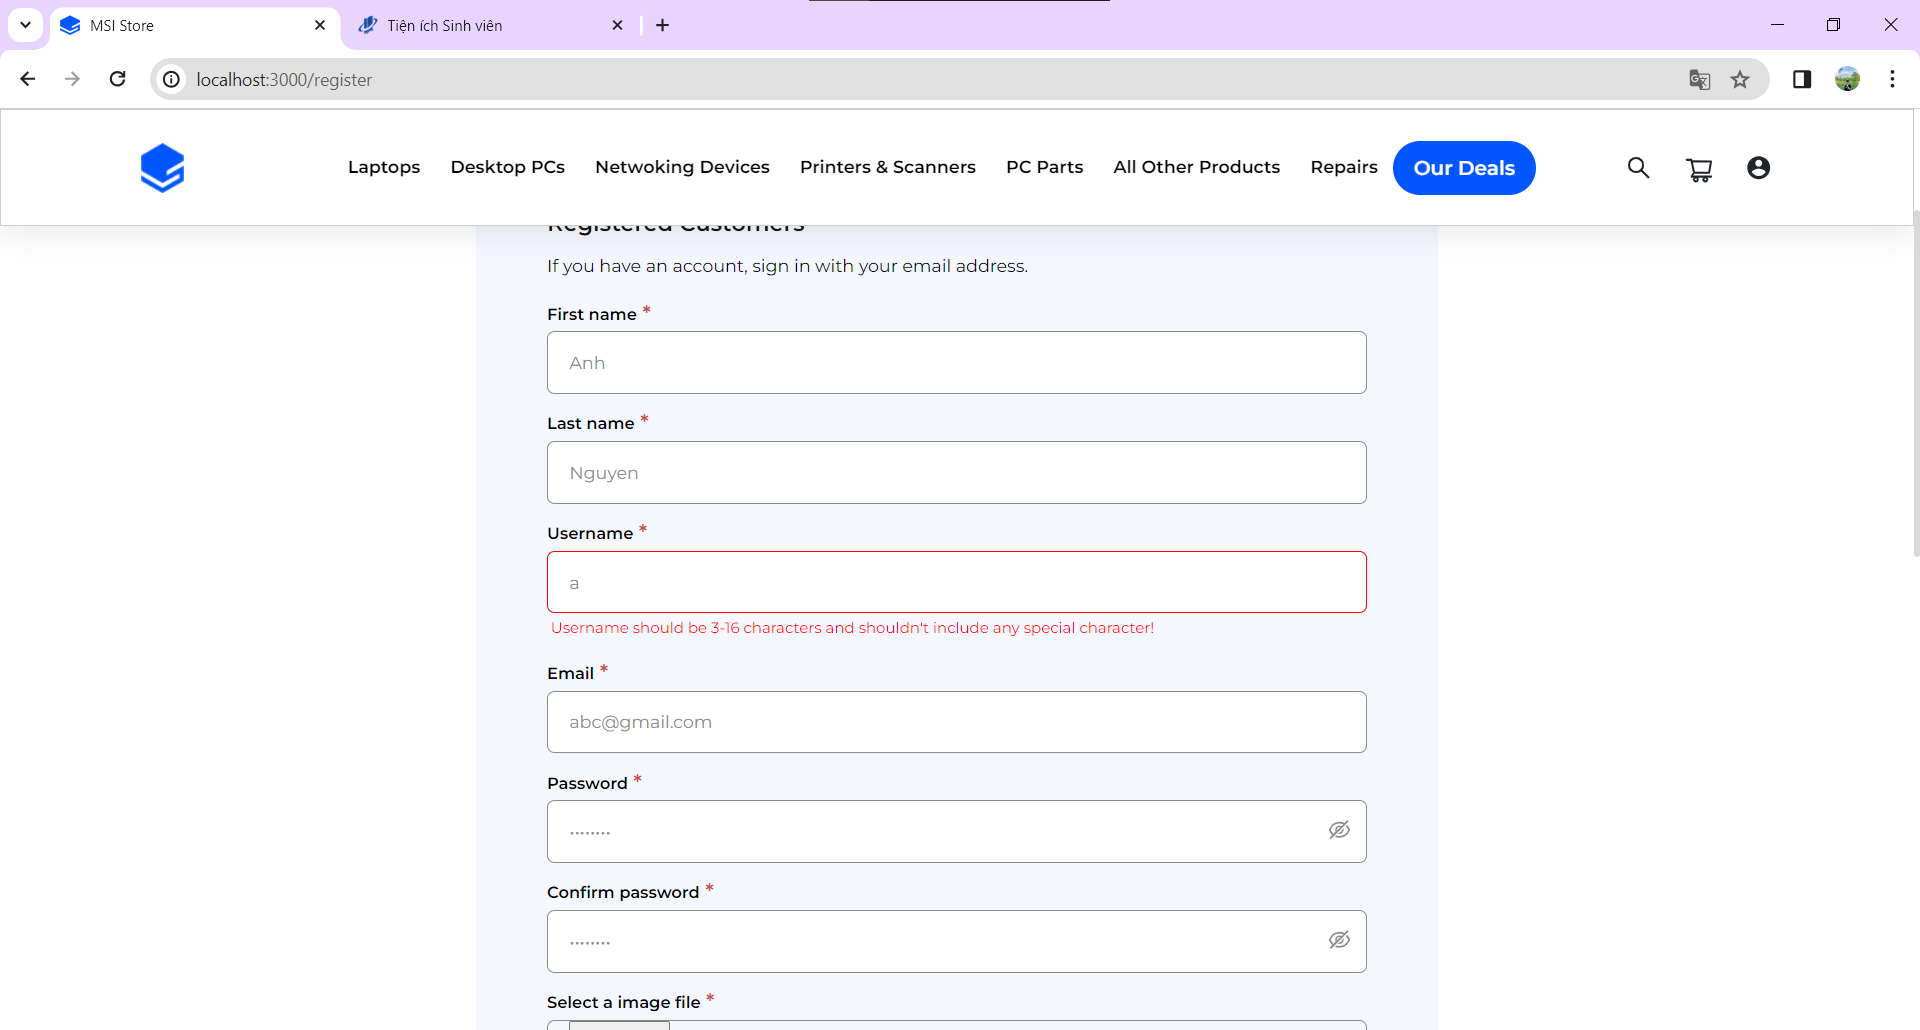 MSI Store
Tiện ích Sinh viên
localhost:3000/register
Laptops Desktop PCs Netwoking Devices Printers & Scanners PC Parts All Other Products Repairs Our Deals
Registered Customers
If you have an account, sign in with your email address.
First name *
Anh
Last name *
Nguyen
Username *
a
Username should be 3-16 characters and shouldn't include any special character!
Email *
abc@gmail.com
Password *
········
Confirm password *
········
Select a image file *